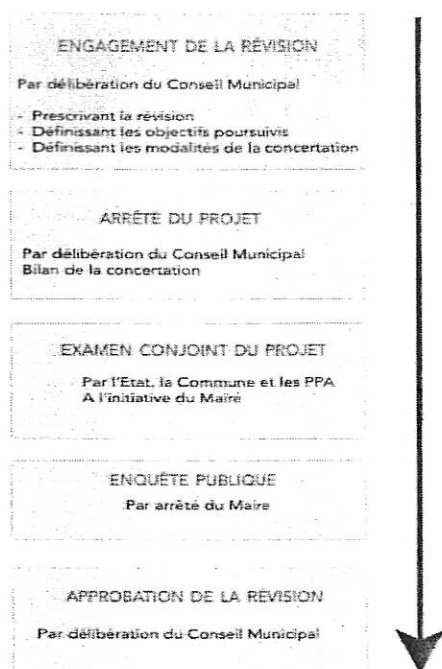 ENGAGEMENT DE LA RÉVISION
Par délibération du Conseil Municipal
- Prescrivant la révision
- Définissant les objectifs poursuivis
- Définissant les modalités de la concertation
ARRÊTÉ DU PROJET
Par délibération du Conseil Municipal
Bilan de la concertation
EXAMEN CONJOINT DU PROJET
Par l'Etat, la Commune et les PPA
A l'initiative du Maire
ENQUÊTE PUBLIQUE
Par arrêté du Maire
APPROBATION DE LA RÉVISION
Par délibération du Conseil Municipal